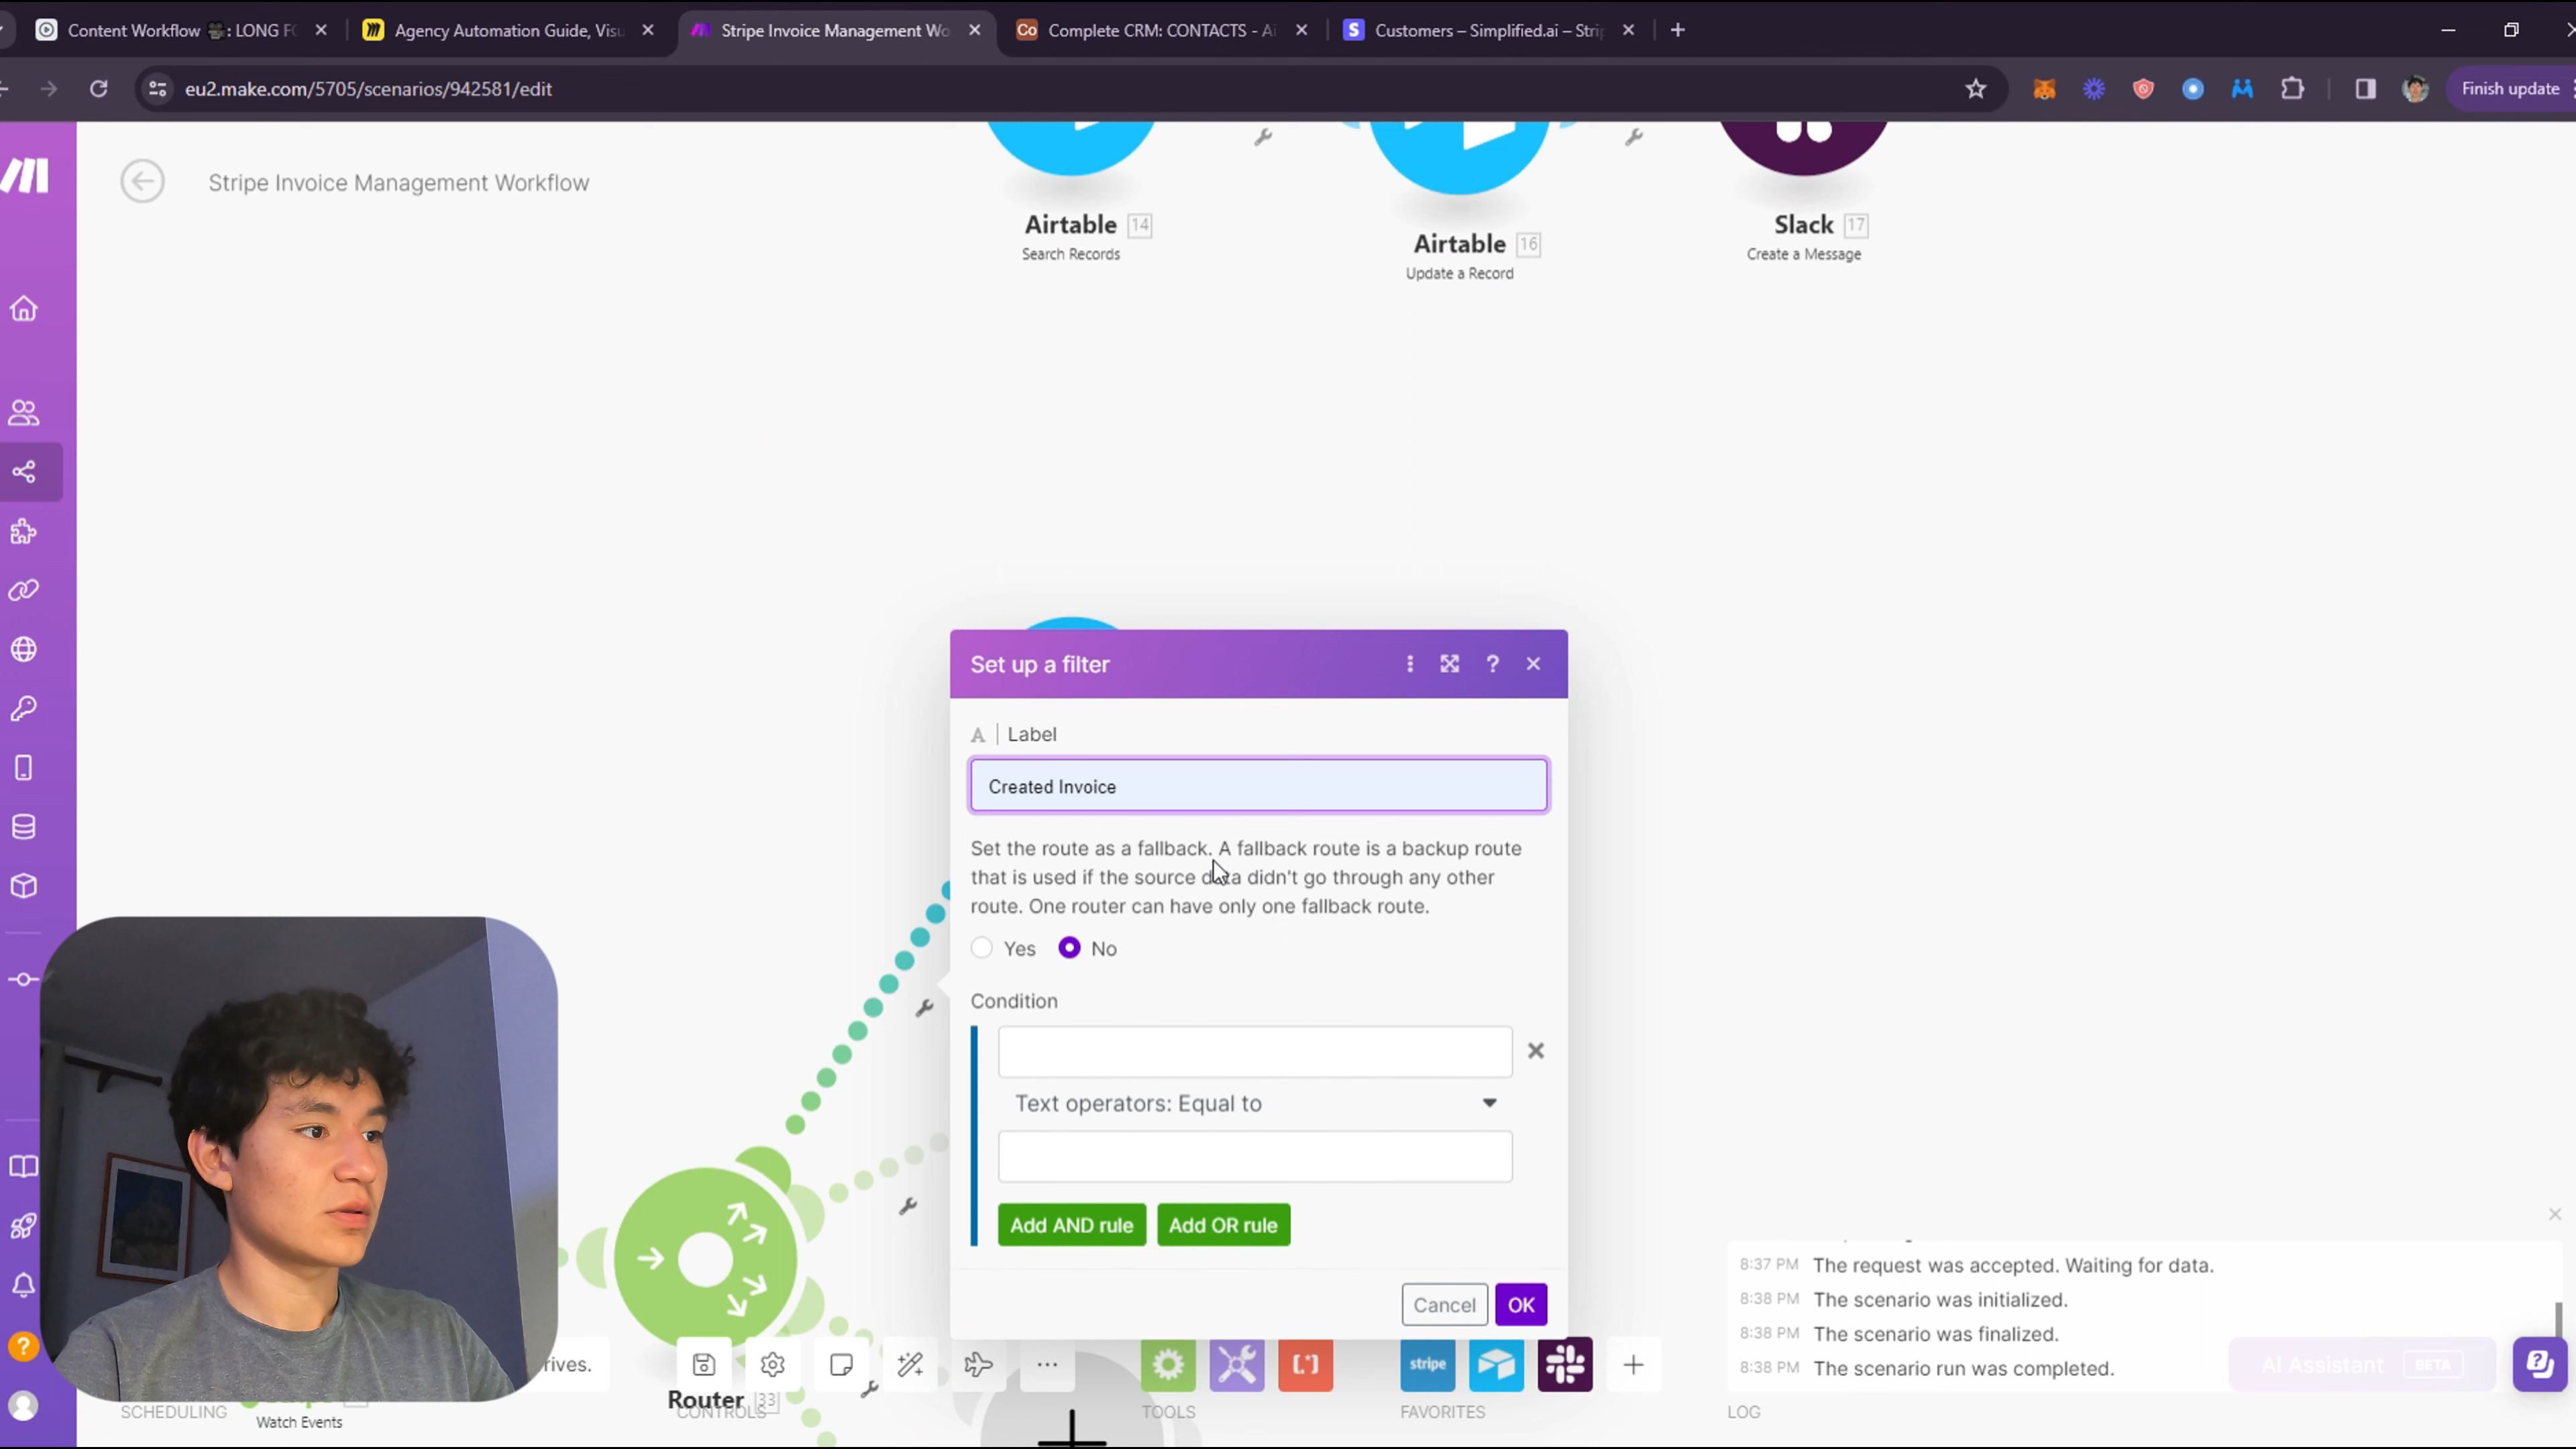 Content Workflow 🎥: LONG FO
Agency Automation Guide, Visu
Stripe Invoice Management Wo
Co
Complete CRM: CONTACTS - Ai
S
Customers – Simplified.ai – Strip
eu2.make.com/5705/scenarios/942581/edit
Finish update
Stripe Invoice Management Workflow
Airtable 14
Search Records
Airtable 16
Update a Record
Slack 17
Create a Message
Set up a filter
A | Label
Created Invoice
Set the route as a fallback. A fallback route is a backup route
that is used if the source data didn't go through any other
route. One router can have only one fallback route.
Yes
No
Condition
Text operators: Equal to
Add AND rule
Add OR rule
Cancel
OK
8:37 PM The request was accepted. Waiting for data.
8:38 PM The scenario was initialized.
8:38 PM The scenario was finalized.
8:38 PM The scenario run was completed.
AI Assistant BETA
rives.
stripe
Router 33
SCHEDULING
Watch Events
CONTROLS
TOOLS
FAVORITES
LOG